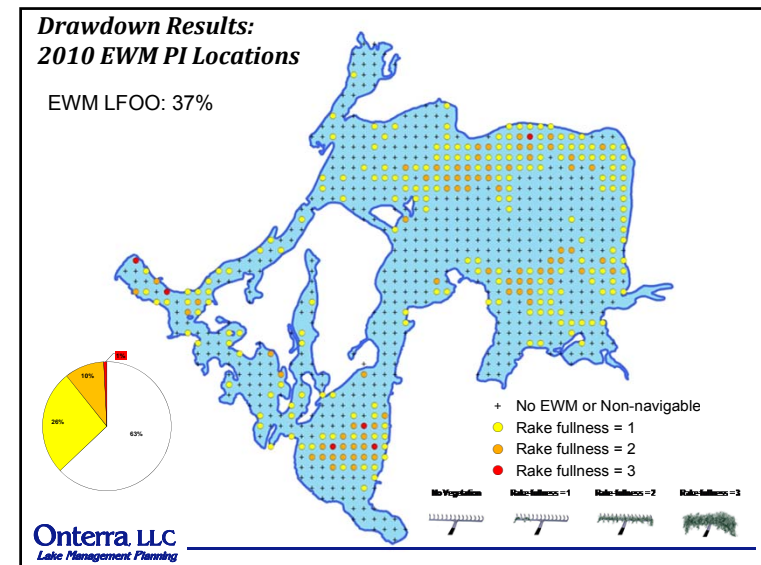 Drawdown Results:
2010 EWM PI Locations
EWM LFOO: 37%
1%
10%
26%
63%
+ No EWM or Non-navigable
Rake fullness = 1
Rake fullness = 2
Rake fullness = 3
No Vegetation Rake fullness = 1 Rake fullness = 2 Rake fullness = 3
Onterra LLC
Lake Management Planning